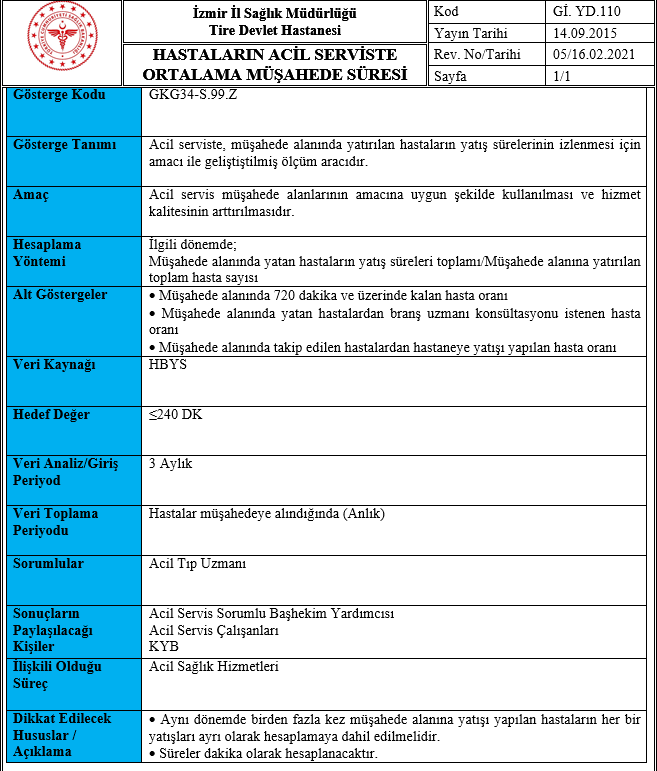 İzmir İl Sağlık Müdürlüğü
Tire Devlet Hastanesi
HASTALARIN ACİL SERVİSTE
ORTALAMA MÜŞAHEDE SÜRESİ
Kod Gİ. YD.110
Yayın Tarihi 14.09.2015
Rev. No/Tarihi 05/16.02.2021
Sayfa 1/1
Gösterge Kodu GKG34-S.99.Z
Gösterge Tanımı Acil serviste, müşahede alanında yatırılan hastaların yatış sürelerinin izlenmesi için
amacı ile geliştiştilmiş ölçüm aracıdır.
Amaç Acil servis müşahede alanlarının amacına uygun şekilde kullanılması ve hizmet
kalitesinin arttırılmasıdır.
Hesaplama İlgili dönemde;
Yöntemi Müşahede alanında yatan hastaların yatış süreleri toplamı/Müşahede alanına yatırılan
toplam hasta sayısı
Alt Göstergeler • Müşahede alanında 720 dakika ve üzerinde kalan hasta oranı
• Müşahede alanında yatan hastalardan branş uzmanı konsültasyonu istenen hasta
oranı
• Müşahede alanında takip edilen hastalardan hastaneye yatışı yapılan hasta oranı
Veri Kaynağı HBYS
Hedef Değer ≤240 DK
Veri Analiz/Giriş 3 Aylık
Periyod
Veri Toplama Hastalar müşahedeye alındığında (Anlık)
Periyodu
Sorumlular Acil Tıp Uzmanı
Sonuçların Acil Servis Sorumlu Başhekim Yardımcısı
Paylaşılacağı Acil Servis Çalışanları
Kişiler KYB
İlişkili Olduğu Acil Sağlık Hizmetleri
Süreç
Dikkat Edilecek • Aynı dönemde birden fazla kez müşahede alanına yatışı yapılan hastaların her bir
Hususlar / yatışları ayrı olarak hesaplamaya dahil edilmelidir.
Açıklama • Süreler dakika olarak hesaplanacaktır.